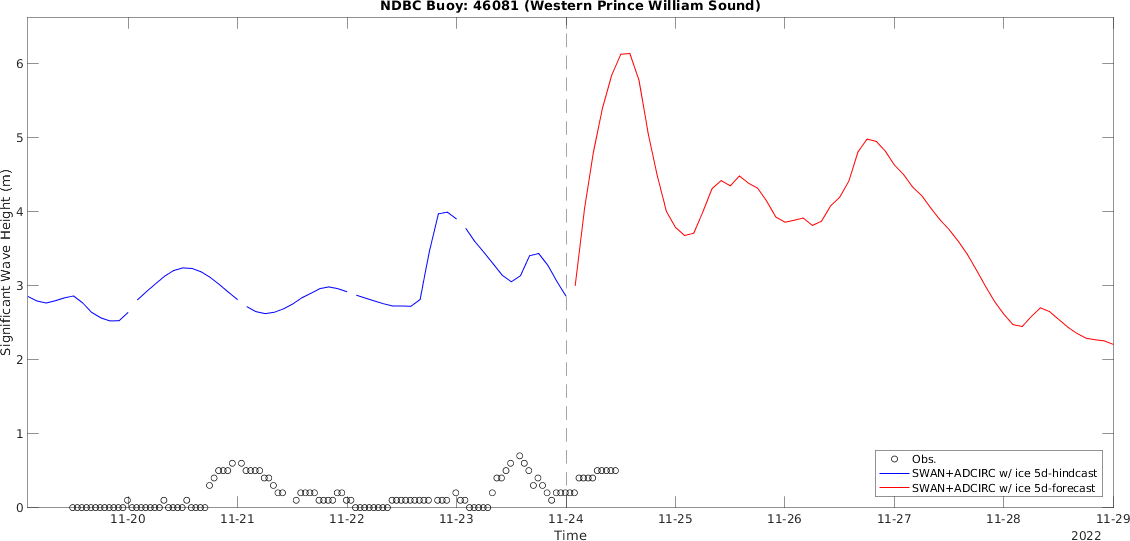 NDBC Buoy: 46081 (Western Prince William Sound)
Significant Wave Height (m)
6
5
4
3
2
1
0
Obs.
SWAN+ADCIRC w/ ice 5d-hindcast
SWAN+ADCIRC w/ ice 5d-forecast
11-20 11-21 11-22 11-23 11-24 11-25 11-26 11-27 11-28 11-29
Time
2022